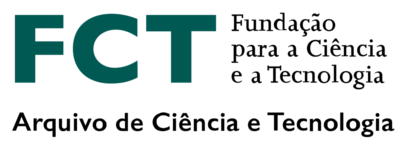 FCT
Fundação
para a Ciência
e a Tecnologia
Arquivo de Ciência e Tecnologia